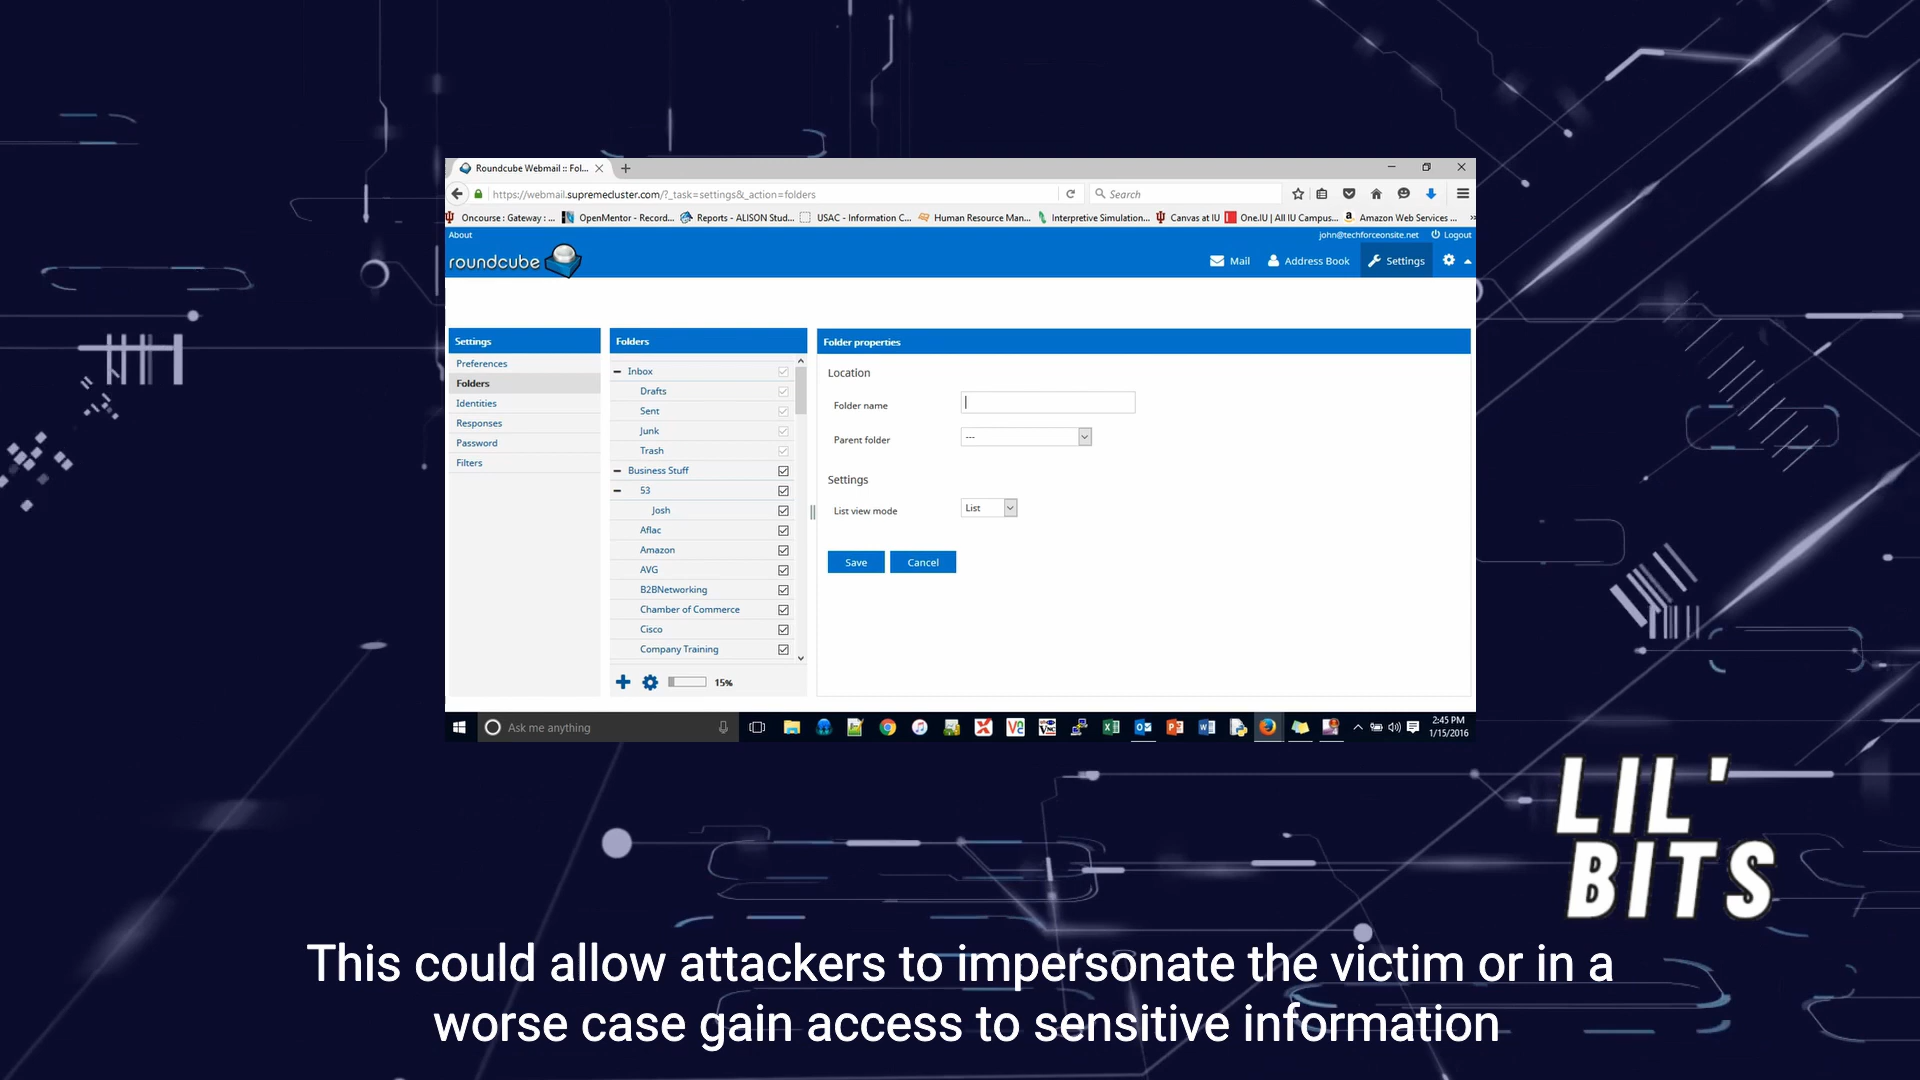 Roundcube Webmail :: Fol...
https://webmail.supremecluster.com/?_task=settings&_action=folders
Search
Oncourse : Gateway : ...
OpenMentor - Record...
Reports - ALISON Stud...
USAC - Information C...
Human Resource Man...
Interpretive Simulation...
Canvas at IU
One.IU | All IU Campus...
Amazon Web Services ...
About
john@techforceonsite.net
Logout
roundcube
Mail
Address Book
Settings
Settings
Preferences
Folders
Identities
Responses
Password
Filters
Folders
Inbox
Drafts
Sent
Junk
Trash
Business Stuff
53
Josh
Aflac
Amazon
AVG
B2BNetworking
Chamber of Commerce
Cisco
Company Training
15%
Folder properties
Location
Folder name
Parent folder
---
Settings
List view mode
List
Save
Cancel
Ask me anything
2:45 PM
1/15/2016
LIL'
BITS
This could allow attackers to impersonate the victim or in a
worse case gain access to sensitive information